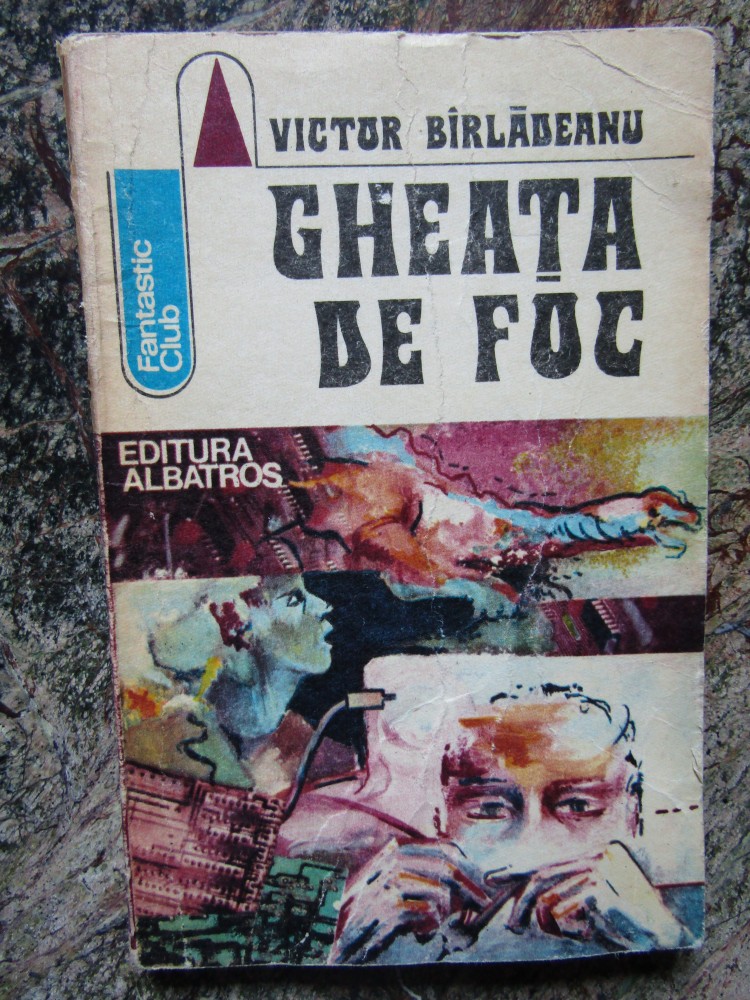 VICTOR BÎRLĂDEANU
GHEAȚA
DE FOC
Fantastic
Club
EDITURA
ALBATROS